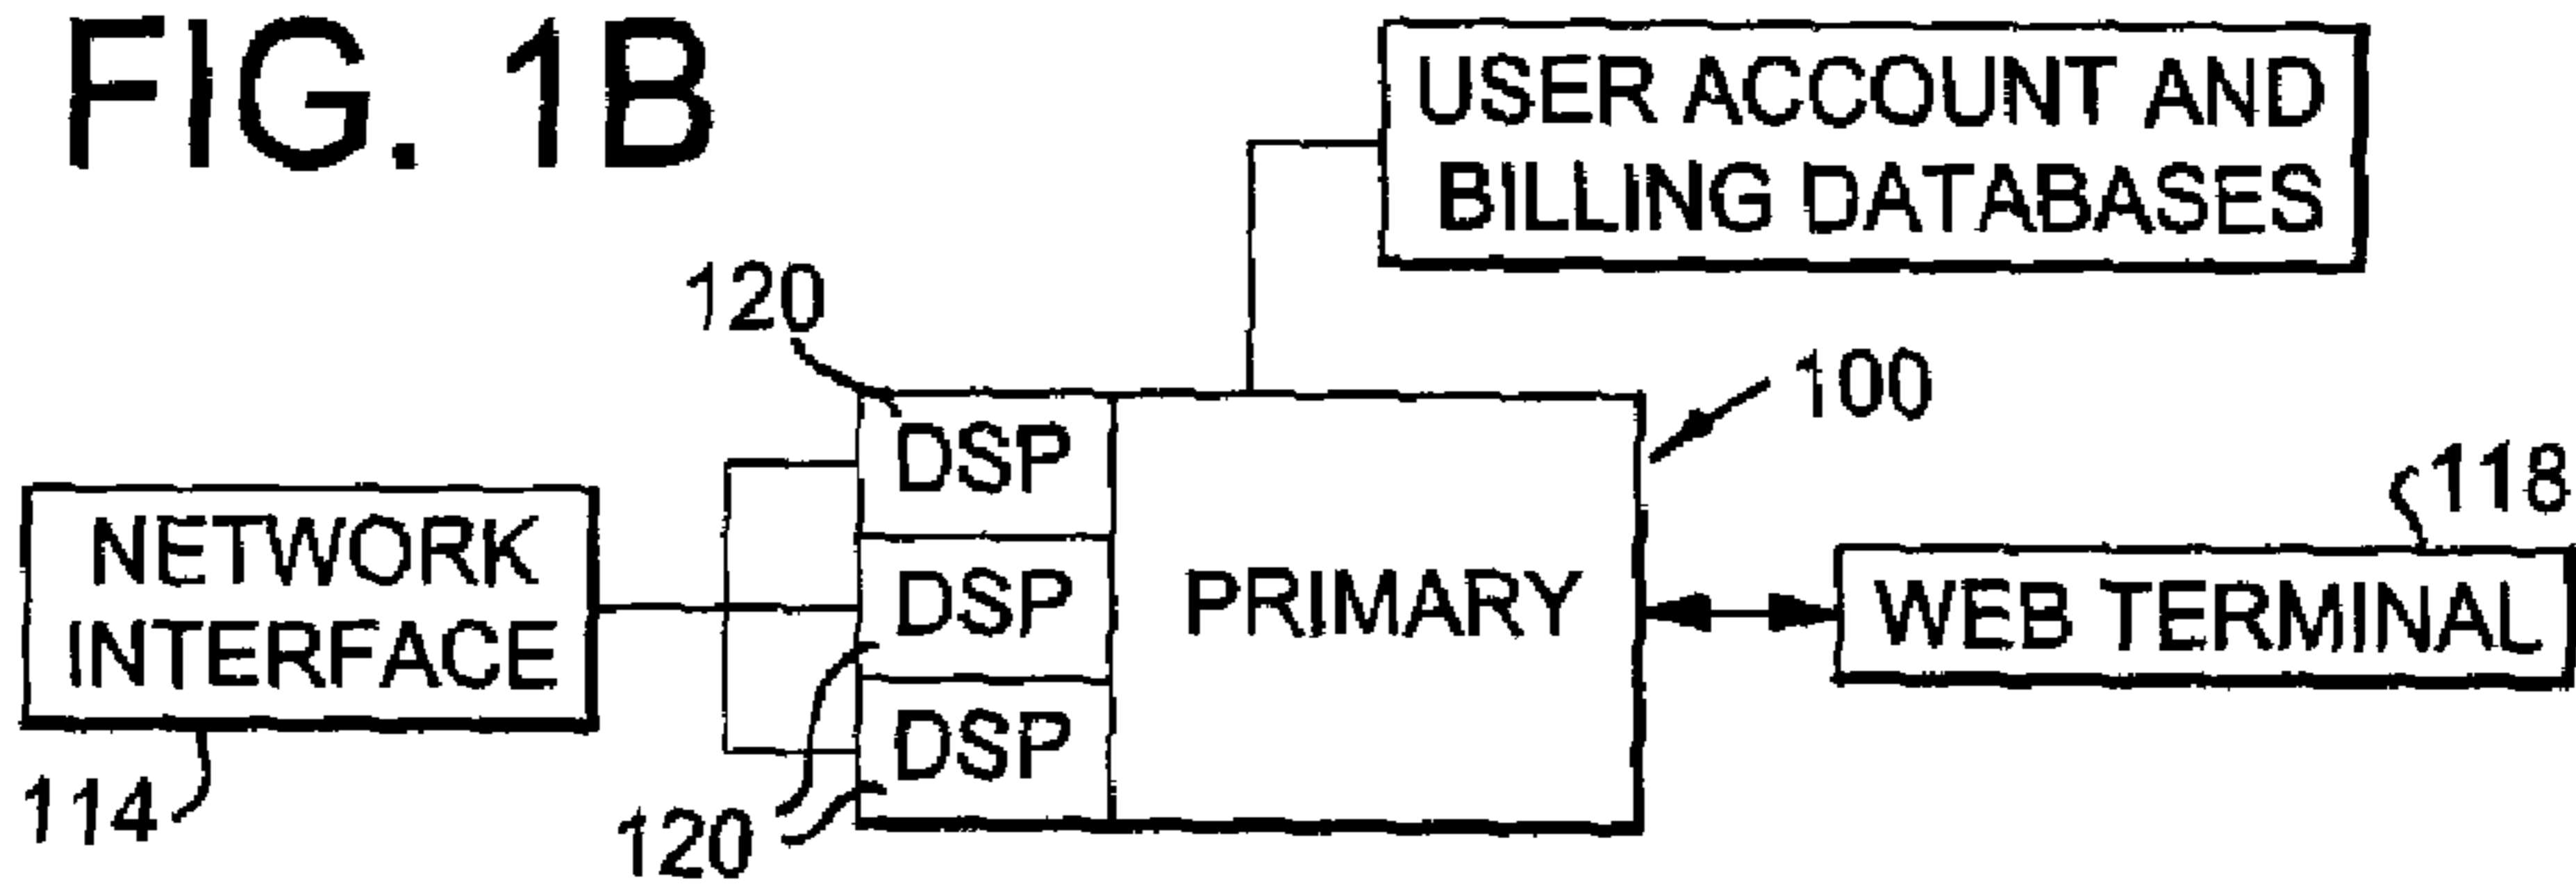 FIG. 1B
USER ACCOUNT AND
BILLING DATABASES
120
100
118
DSP
NETWORK
INTERFACE
DSP
PRIMARY
WEB TERMINAL
DSP
114
120